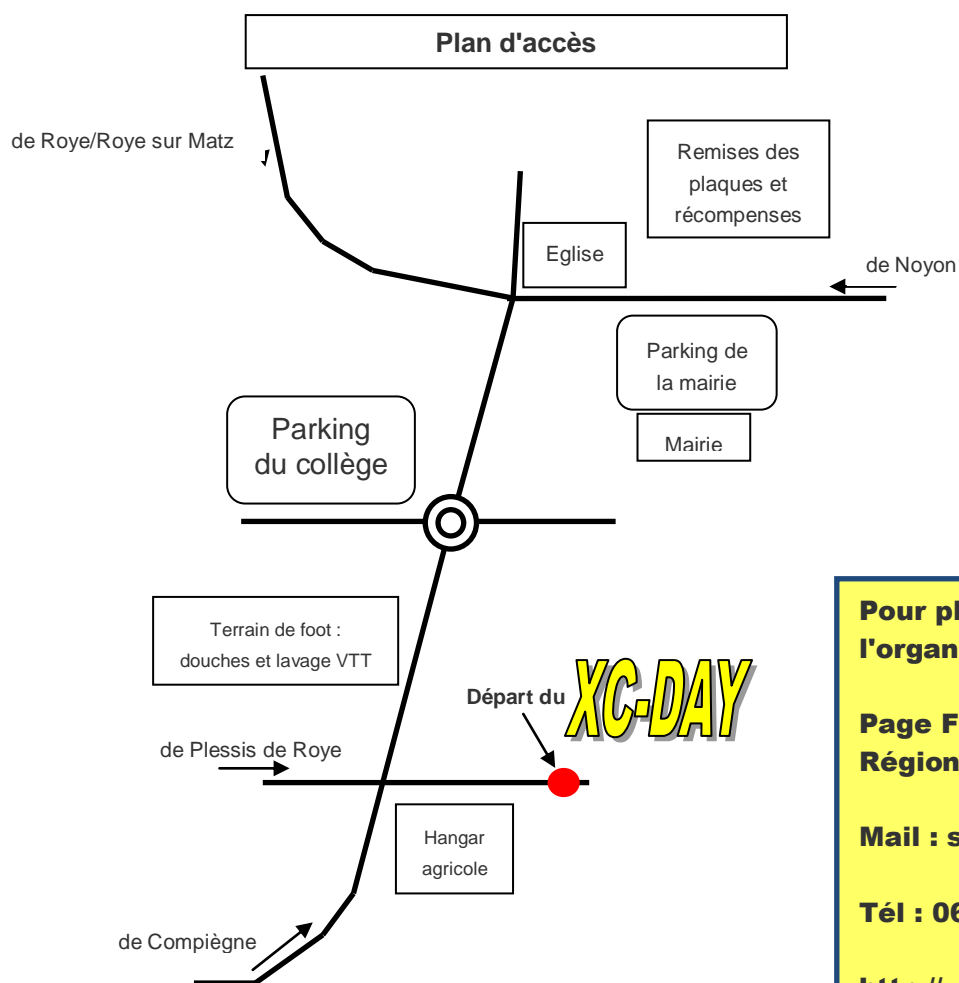 Plan d'accès
de Roye/Roye sur Matz
Remises des
plaques et
récompenses
Eglise
de Noyon
Parking de
la mairie
Mairie
Parking
du collège
Terrain de foot :
douches et lavage VTT
Départ du
XC-DAY
de Plessis de Roye
Hangar
agricole
de Compiègne
Pour
l'organ
Page F
Région
Mail : s
Tél : 06